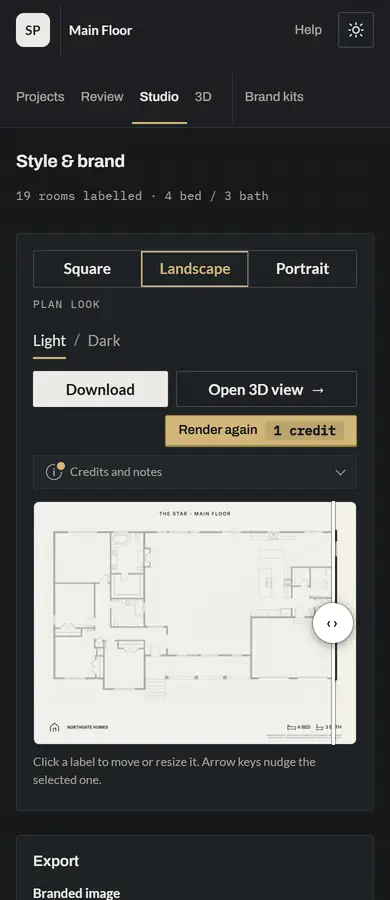 SP Main Floor Help
Projects Review Studio 3D Brand kits
Style & brand
19 rooms labelled · 4 bed / 3 bath
Square Landscape Portrait
PLAN LOOK
Light / Dark
Download Open 3D view →
Render again 1 credit
Credits and notes
THE STAR - MAIN FLOOR
NORTHGATE HOMES 4 BED 3
Click a label to move or resize it. Arrow keys nudge the
selected one.
Export
Branded image